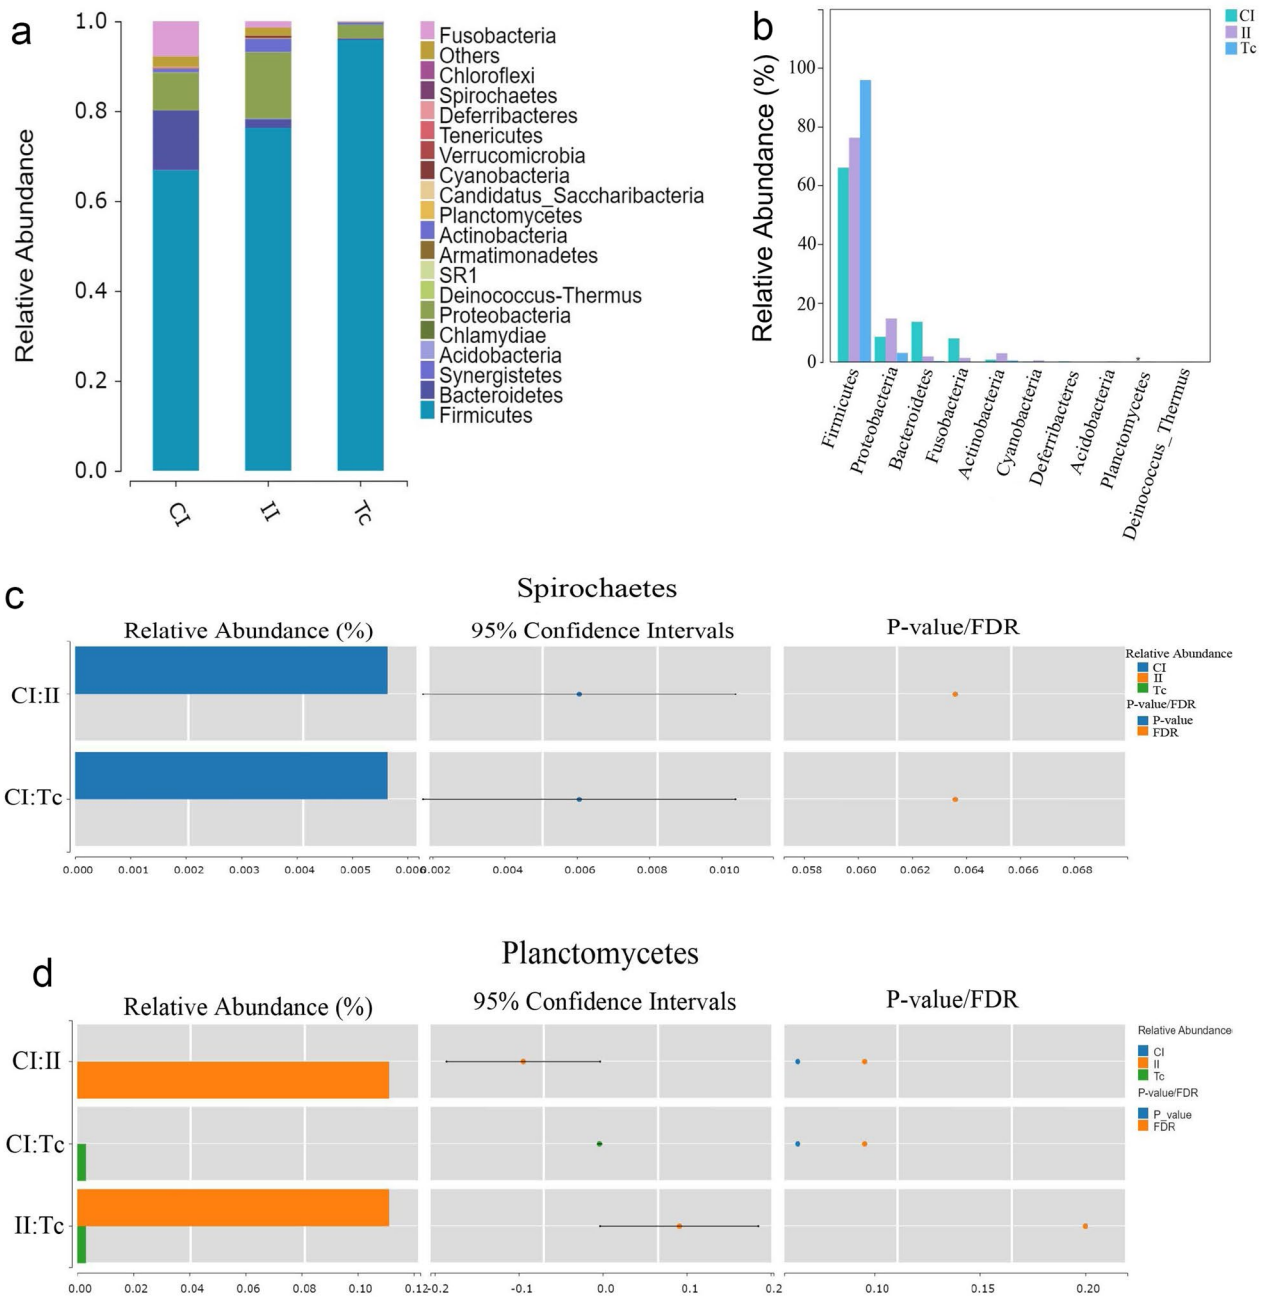 a
Relative Abundance
1.0
0.8
0.6
0.4
0.2
0.0
CI
II
Tc
Fusobacteria
Others
Chloroflexi
Spirochaetes
Deferribacteres
Tenericutes
Verrucomicrobia
Cyanobacteria
Candidatus_Saccharibacteria
Planctomycetes
Actinobacteria
Armatimonadetes
SR1
Deinococcus-Thermus
Proteobacteria
Chlamydiae
Acidobacteria
Synergistetes
Bacteroidetes
Firmicutes
b
Relative Abundance (%)
100
80
60
40
20
0
*
Firmicutes
Proteobacteria
Bacteroidetes
Fusobacteria
Actinobacteria
Cyanobacteria
Deferribacteres
Acidobacteria
Planctomycetes
Deinococcus_Thermus
CI
II
Tc
c
Spirochaetes
Relative Abundance (%)
95% Confidence Intervals
P-value/FDR
CI:II
CI:Tc
0.000 0.001 0.002 0.003 0.004 0.005 0.006
0.002 0.004 0.006 0.008 0.010
0.058 0.060 0.062 0.064 0.066 0.068
Relative Abundance
CI
II
Tc
P-value/FDR
P-value
FDR
d
Planctomycetes
Relative Abundance (%)
95% Confidence Intervals
P-value/FDR
CI:II
CI:Tc
II:Tc
0.00 0.02 0.04 0.06 0.08 0.10 0.12
-0.2 -0.1 0.0 0.1 0.2
0.10 0.15 0.20
Relative Abundance
CI
II
Tc
P-value/FDR
P_value
FDR